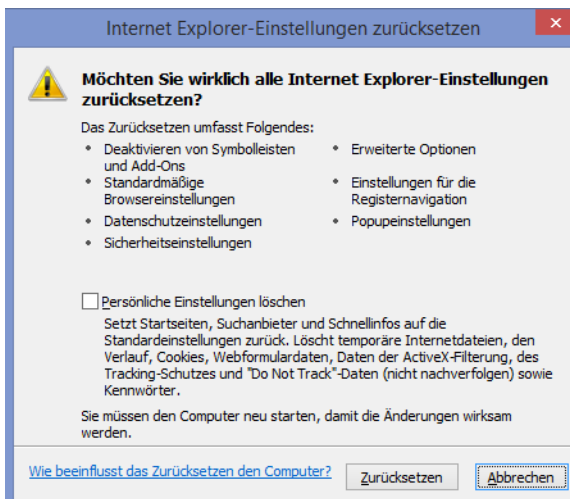 Internet Explorer-Einstellungen zurücksetzen
Möchten Sie wirklich alle Internet Explorer-Einstellungen
zurücksetzen?
Das Zurücksetzen umfasst Folgendes:
• Deaktivieren von Symbolleisten
und Add-Ons
• Standardmäßige
Browsereinstellungen
• Datenschutzeinstellungen
• Sicherheitseinstellungen
• Erweiterte Optionen
• Einstellungen für die
Registernavigation
• Popupeinstellungen
Persönliche Einstellungen löschen
Setzt Startseiten, Suchanbieter und Schnellinfos auf die
Standardeinstellungen zurück. Löscht temporäre Internetdateien, den
Verlauf, Cookies, Webformulardaten, Daten der ActiveX-Filterung, des
Tracking-Schutzes und "Do Not Track"-Daten (nicht nachverfolgen) sowie
Kennwörter.
Sie müssen den Computer neu starten, damit die Änderungen wirksam
werden.
Wie beeinflusst das Zurücksetzen den Computer?
Zurücksetzen
Abbrechen